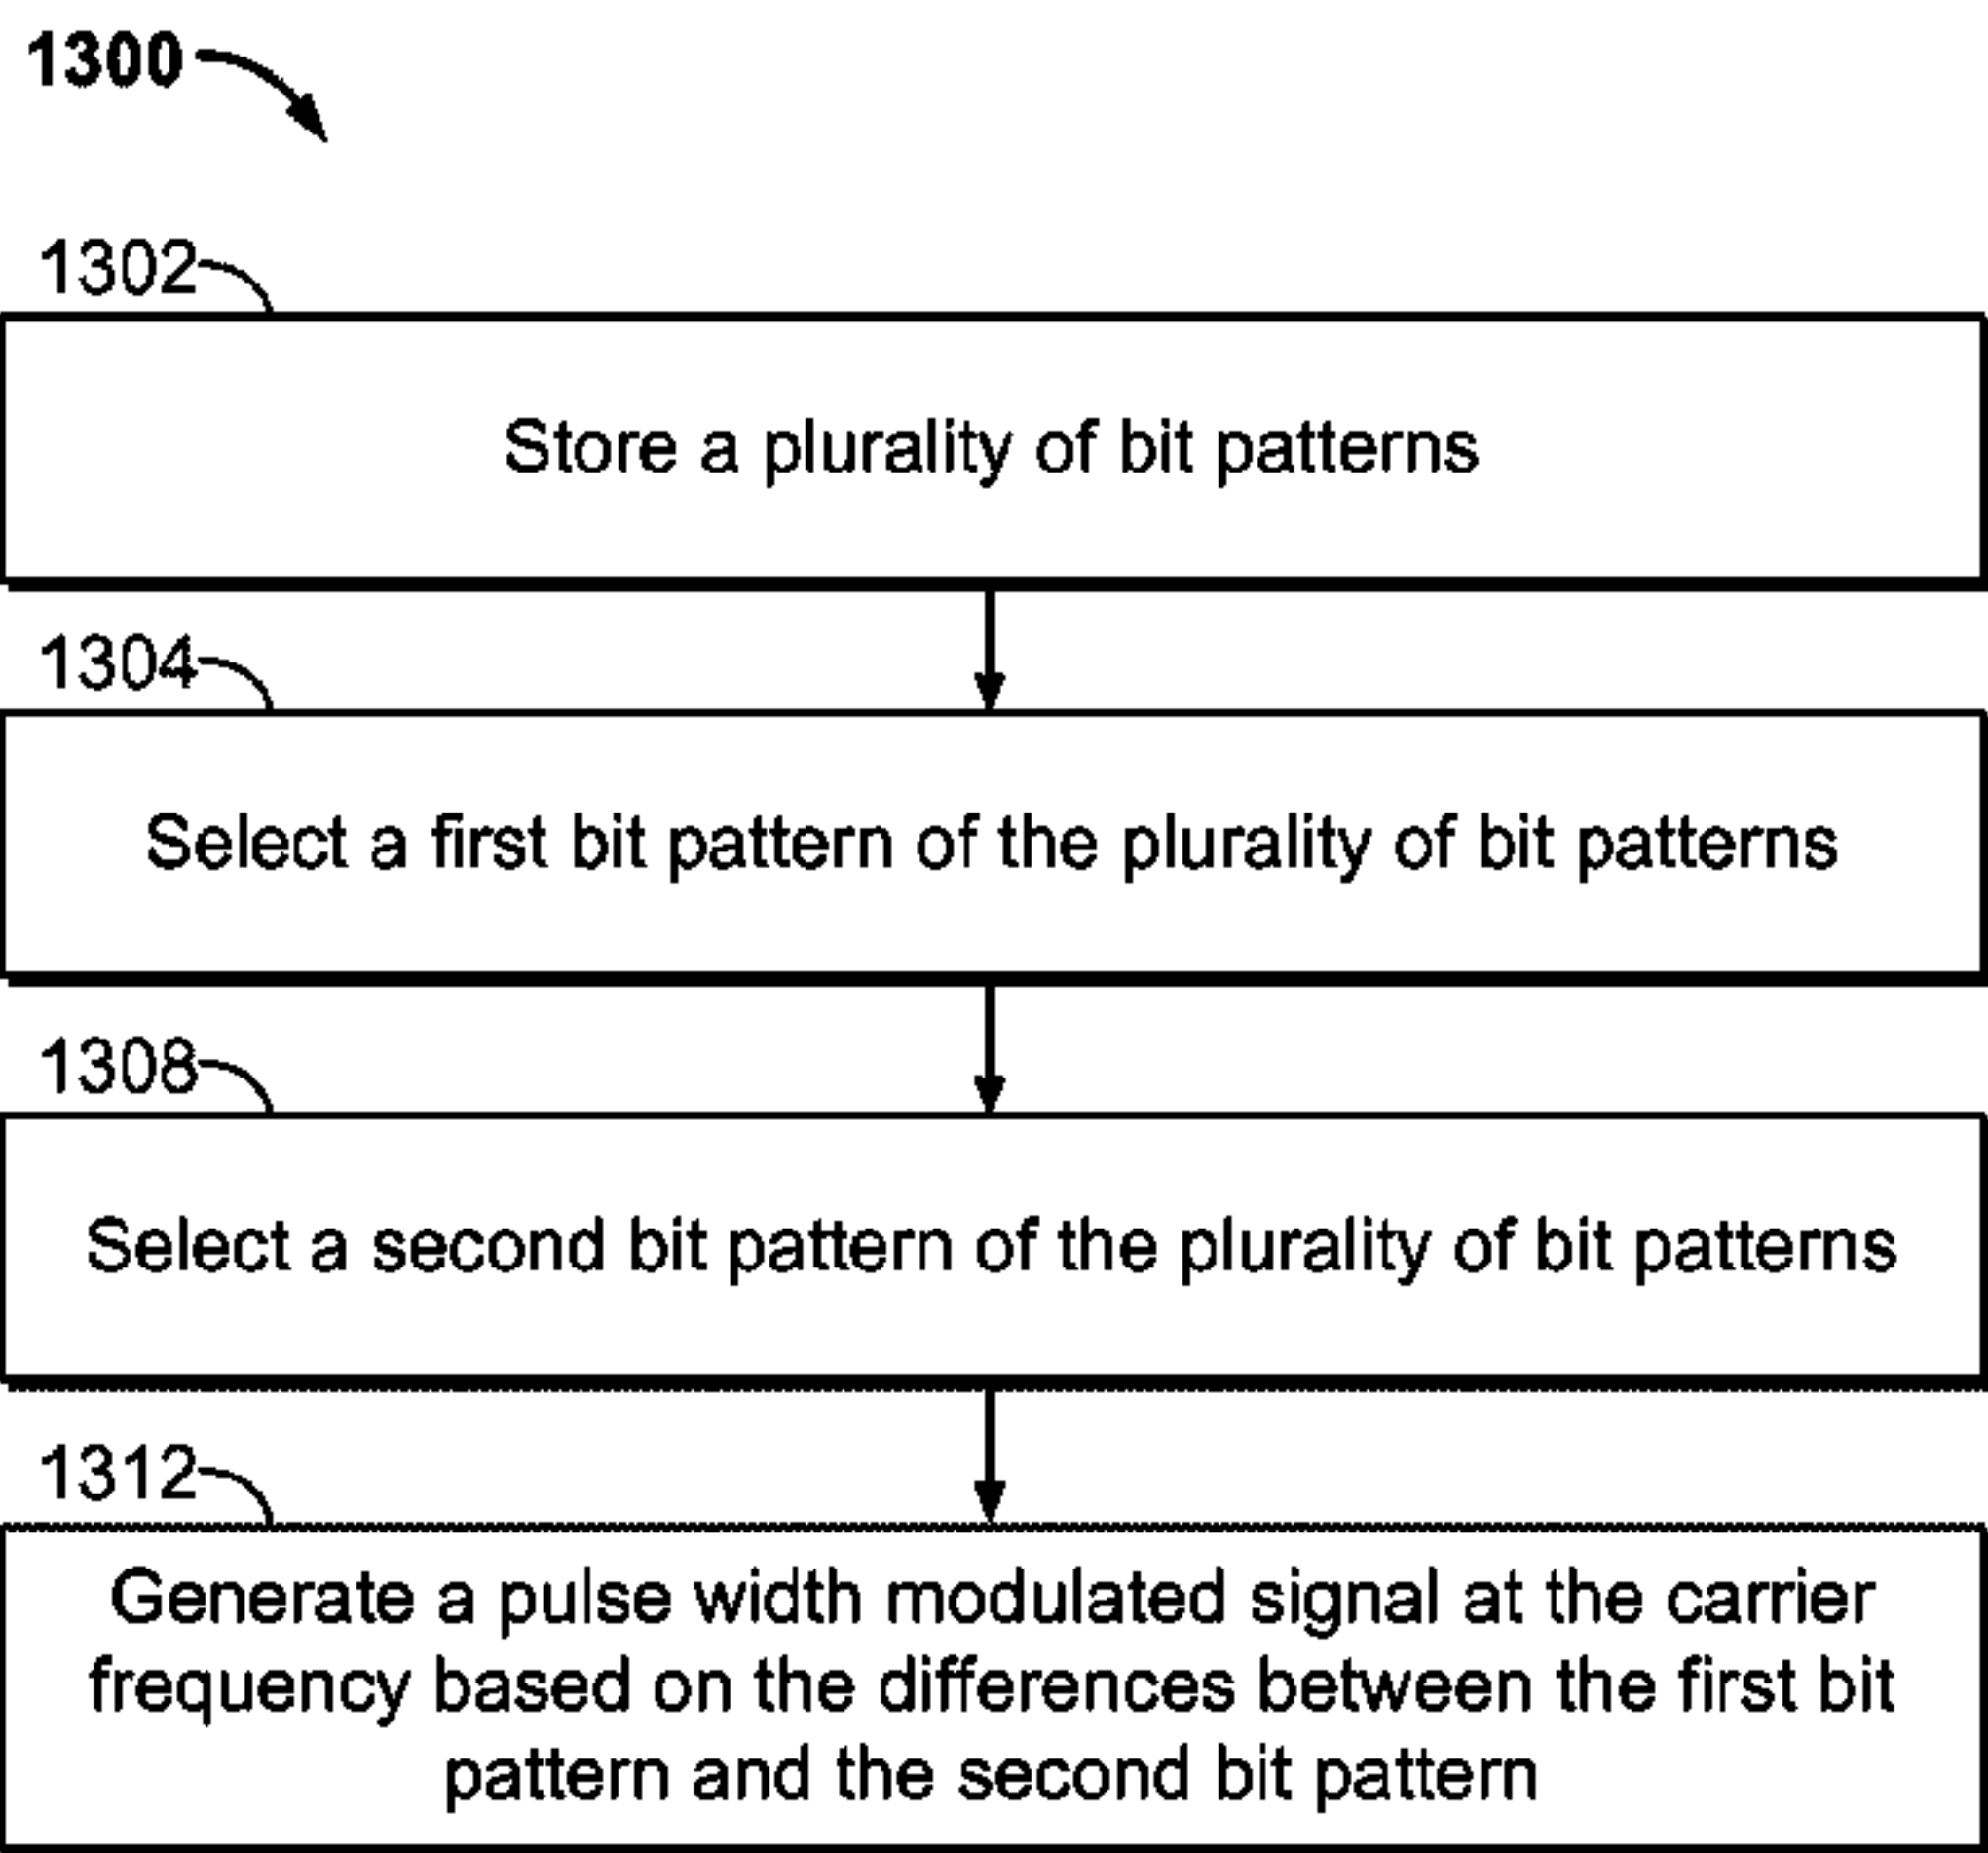 1300
1302
Store a plurality of bit patterns
1304
Select a first bit pattern of the plurality of bit patterns
1308
Select a second bit pattern of the plurality of bit patterns
1312
Generate a pulse width modulated signal at the carrier
frequency based on the differences between the first bit
pattern and the second bit pattern